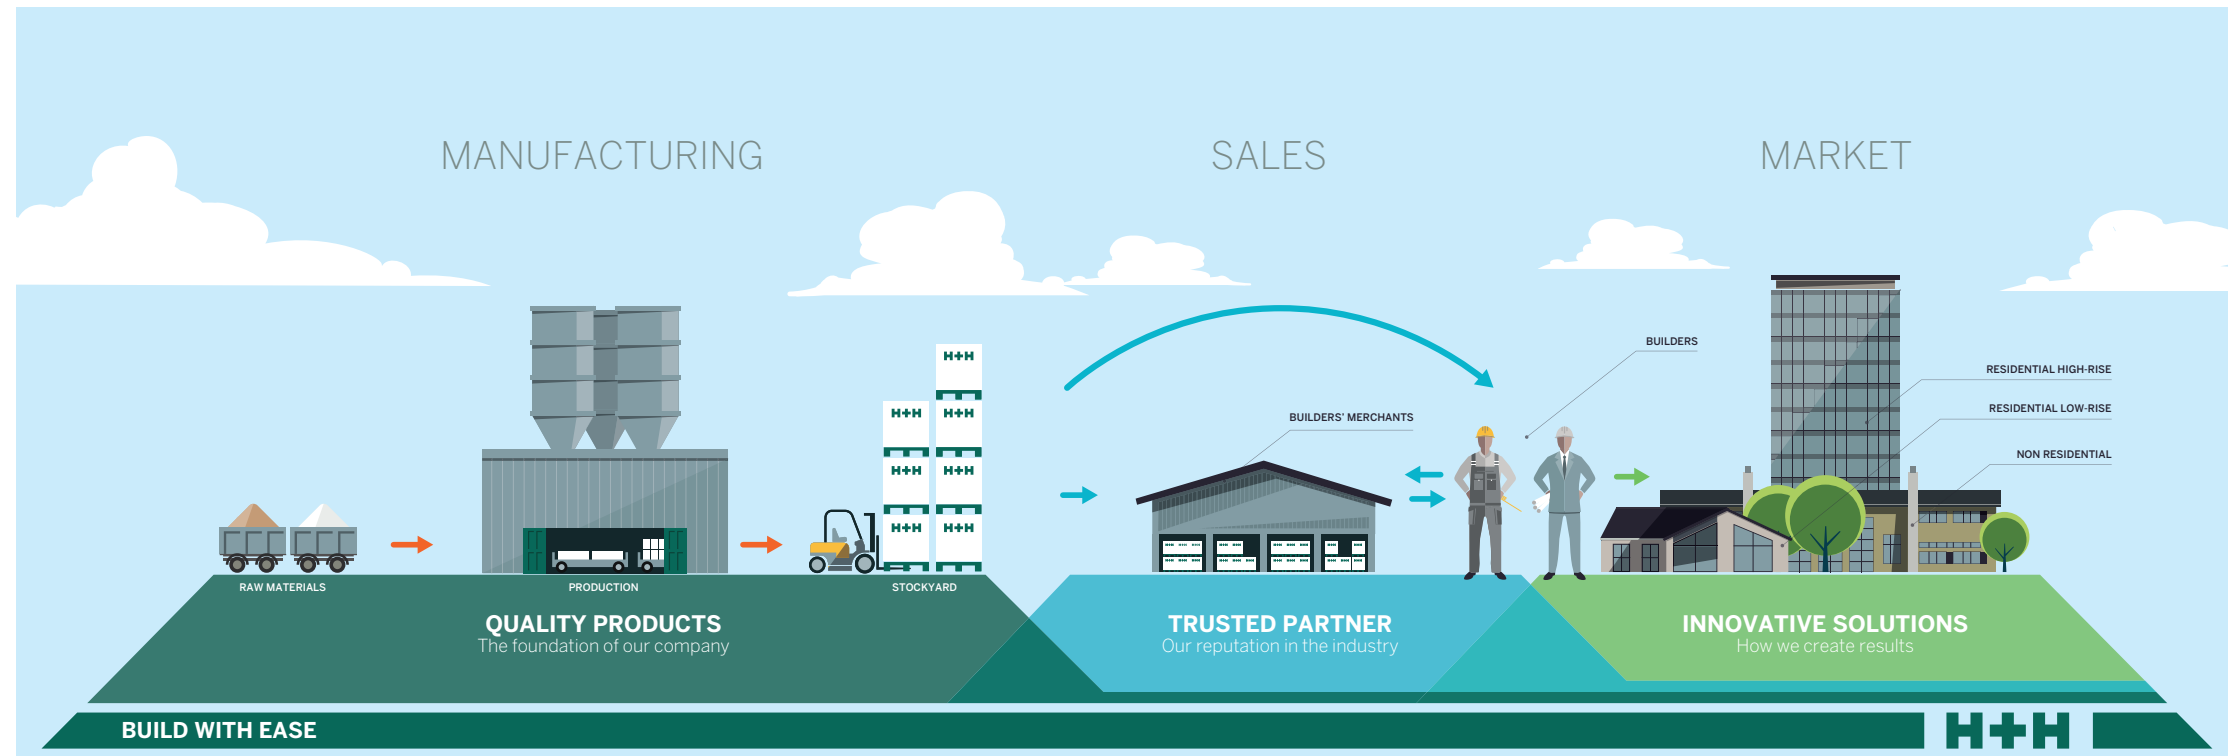 MANUFACTURING
SALES
MARKET
BUILDERS
RESIDENTIAL HIGH-RISE
RESIDENTIAL LOW-RISE
NON RESIDENTIAL
BUILDERS' MERCHANTS
H+H
H+H
H+H
H+H
H+H
H+H
H+H
RAW MATERIALS
PRODUCTION
STOCKYARD
QUALITY PRODUCTS
The foundation of our company
TRUSTED PARTNER
Our reputation in the industry
INNOVATIVE SOLUTIONS
How we create results
BUILD WITH EASE
H+H